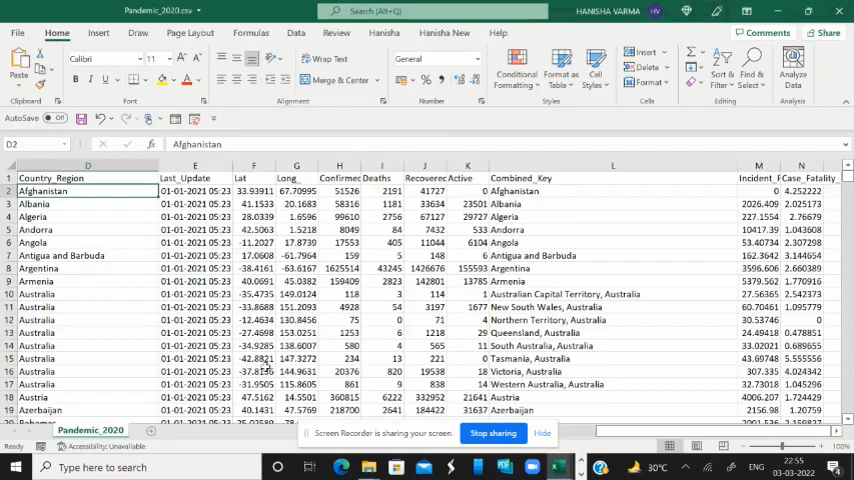 Pandemic_2020.csv
Search (Alt+Q)
HANISHA VARMA HV
File Home Insert Draw Page Layout Formulas Data Review View Hanisha Hanisha New Help Comments Share
Calibri 11 Wrap Text General Insert
Paste B I U Merge & Center % Conditional Formatting Format as Table Cell Styles Delete Format Sort & Filter Find & Select Analyze Data
Clipboard Font Alignment Number Styles Cells Editing Analysis
AutoSave Off
D2 fx Afghanistan
D E F G H I J K L M N
1 Country_Region Last_Update Lat Long_ Confirmed Deaths Recovered Active Combined_Key Incident_R Case_Fatality_
2 Afghanistan 01-01-2021 05:23 33.93911 67.70995 51526 2191 41727 0 Afghanistan 0 4.252222
3 Albania 01-01-2021 05:23 41.1533 20.1683 58316 1181 33634 23501 Albania 2026.409 2.025173
4 Algeria 01-01-2021 05:23 28.0339 1.6596 99610 2756 67127 29727 Algeria 227.1554 2.76679
5 Andorra 01-01-2021 05:23 42.5063 1.5218 8049 84 7432 533 Andorra 10417.39 1.043608
6 Angola 01-01-2021 05:23 -11.2027 17.8739 17553 405 11044 6104 Angola 53.40734 2.307298
7 Antigua and Barbuda 01-01-2021 05:23 17.0608 -61.7964 159 5 148 6 Antigua and Barbuda 162.3642 3.144654
8 Argentina 01-01-2021 05:23 -38.4161 -63.6167 1625514 43245 1426676 155593 Argentina 3596.606 2.660389
9 Armenia 01-01-2021 05:23 40.0691 45.0382 159409 2823 142801 13785 Armenia 5379.562 1.770916
10 Australia 01-01-2021 05:23 -35.4735 149.0124 118 3 114 1 Australian Capital Territory, Australia 27.56365 2.542373
11 Australia 01-01-2021 05:23 -33.8688 151.2093 4928 54 3197 1677 New South Wales, Australia 60.70461 1.095779
12 Australia 01-01-2021 05:23 -12.4634 130.8456 75 0 71 4 Northern Territory, Australia 30.53746 0
13 Australia 01-01-2021 05:23 -27.4698 153.0251 1253 6 1218 29 Queensland, Australia 24.49418 0.478851
14 Australia 01-01-2021 05:23 -34.9285 138.6007 580 4 565 11 South Australia, Australia 33.02021 0.689655
15 Australia 01-01-2021 05:23 -42.8821 147.3272 234 13 221 0 Tasmania, Australia 43.69748 5.555556
16 Australia 01-01-2021 05:23 144.9631 20376 820 19538 18 Victoria, Australia 307.335 4.024342
17 Australia 01-01-2021 05:23 -31.9505 115.8605 861 9 838 14 Western Australia, Australia 32.73018 1.045296
18 Austria 01-01-2021 05:23 47.5162 14.5501 360815 6222 332952 21641 Austria 4006.207 1.724429
19 Azerbaijan 01-01-2021 05:23 40.1431 47.5769 218700 2641 184422 31637 Azerbaijan 2156.98 1.20759
Pandemic_2020
Screen Recorder is sharing your screen. Stop sharing Hide
Ready Accessibility: Unavailable 100%
Type here to search 30°C ENG 22:55
03-03-2022 4